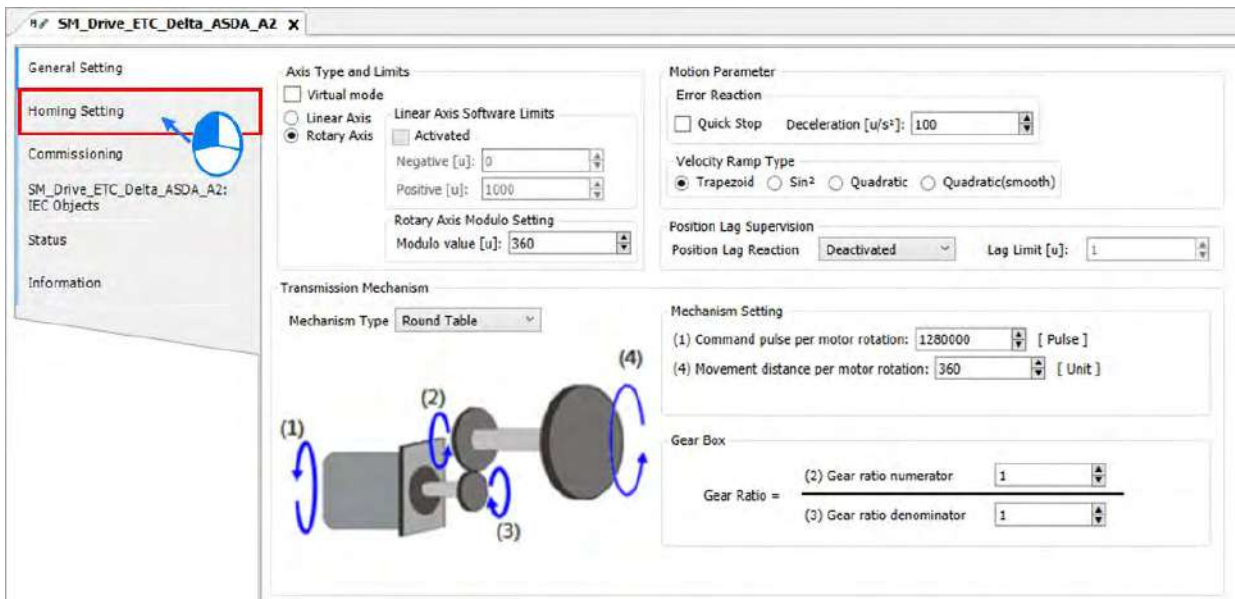 SM_Drive_ETC_Delta_ASDA_A2 X
General Setting
Homing Setting
Commissioning
SM_Drive_ETC_Delta_ASDA_A2:
IEC Objects
Status
Information
Axis Type and Limits
Virtual mode
Linear Axis
Rotary Axis
Linear Axis Software Limits
Activated
Negative [u]: 0
Positive [u]: 1000
Rotary Axis Modulo Setting
Modulo value [u]: 360
Motion Parameter
Error Reaction
Quick Stop Deceleration [u/s²]: 100
Velocity Ramp Type
Trapezoid Sin² Quadratic Quadratic(smooth)
Position Lag Supervision
Position Lag Reaction Deactivated Lag Limit [u]: 1
Transmission Mechanism
Mechanism Type Round Table
(1)
(2)
(3)
(4)
Mechanism Setting
(1) Command pulse per motor rotation: 1280000 [ Pulse ]
(4) Movement distance per motor rotation: 360 [ Unit ]
Gear Box
Gear Ratio =
(2) Gear ratio numerator 1
(3) Gear ratio denominator 1